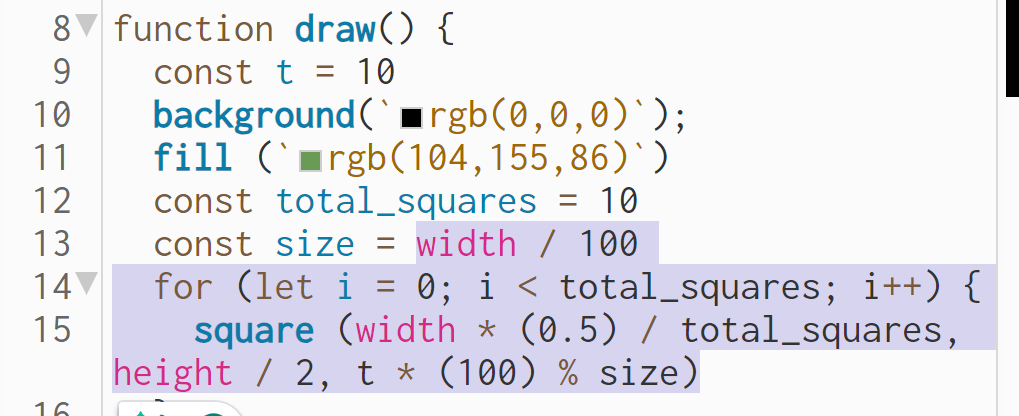 8 function draw() {
9 const t = 10
10 background(`rgb(0,0,0)`);
11 fill (`rgb(104,155,86)`)
12 const total_squares = 10
13 const size = width / 100
14 for (let i = 0; i < total_squares; i++) {
15 square (width * (0.5) / total_squares,
height / 2, t * (100) % size)
16